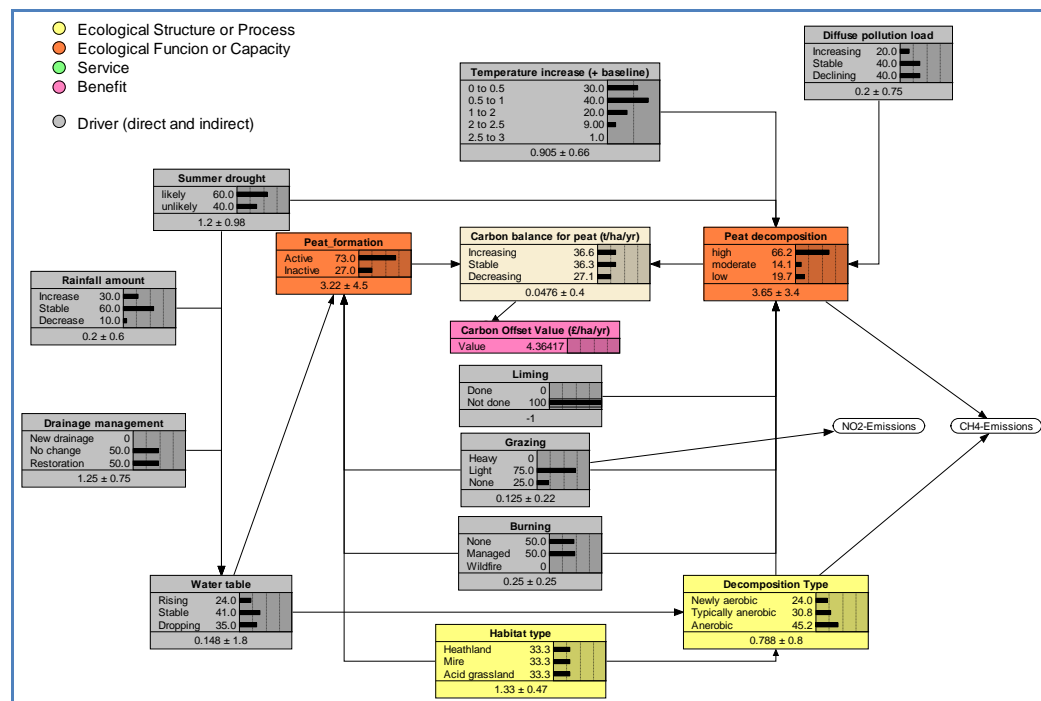 Ecological Structure or Process
Ecological Funcion or Capacity
Service
Benefit
Driver (direct and indirect)
Diffuse pollution load
Increasing 20.0
Stable 40.0
Declining 40.0
0.2 ± 0.75
Temperature increase (+ baseline)
0 to 0.5 30.0
0.5 to 1 40.0
1 to 2 20.0
2 to 2.5 9.00
2.5 to 3 1.0
0.905 ± 0.66
Summer drought
likely 60.0
unlikely 40.0
1.2 ± 0.98
Peat_formation
Active 73.0
Inactive 27.0
3.22 ± 4.5
Carbon balance for peat (t/ha/yr)
Increasing 36.6
Stable 36.3
Decreasing 27.1
0.0476 ± 0.4
Peat decomposition
high 66.2
moderate 14.1
low 19.7
3.65 ± 3.4
Rainfall amount
Increase 30.0
Stable 60.0
Decrease 10.0
0.2 ± 0.6
Carbon Offset Value (£/ha/yr)
Value 4.36417
Liming
Done 0
Not done 100
-1
Drainage management
New drainage 0
No change 50.0
Restoration 50.0
1.25 ± 0.75
Grazing
Heavy 0
Light 75.0
None 25.0
0.125 ± 0.22
NO2-Emissions
CH4-Emissions
Burning
None 50.0
Managed 50.0
Wildfire 0
0.25 ± 0.25
Water table
Rising 24.0
Stable 41.0
Dropping 35.0
0.148 ± 1.8
Decomposition Type
Newly aerobic 24.0
Typically anerobic 30.8
Anerobic 45.2
0.788 ± 0.8
Habitat type
Heathland 33.3
Mire 33.3
Acid grassland 33.3
1.33 ± 0.47